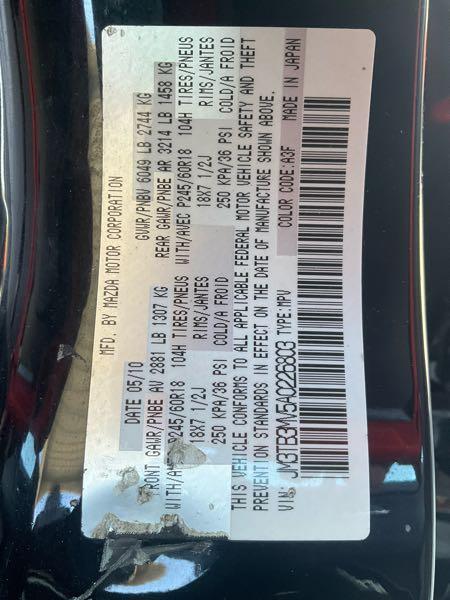 MFD. BY MAZDA MOTOR CORPORATION
DATE 05/10 GVWR/PNBV 6049 LB 2744 KG
FRONT GAWR/PNBE AV 2881 LB 1307 KG REAR GAWR/PNBE AR 3214 LB 1458 KG
P245/60R18 104H TIRES/PNEUS WITH/AVEC P245/60R18 104H TIRES/PNEUS
18X7 1/2J RIMS/JANTES 18X7 1/2J RIMS/JANTES
250 KPA/36 PSI COLD/A FROID 250 KPA/36 PSI COLD/A FROID
THIS VEHICLE CONFORMS TO ALL APPLICABLE FEDERAL MOTOR VEHICLE SAFETY AND THEFT
PREVENTION STANDARDS IN EFFECT ON THE DATE OF MANUFACTURE SHOWN ABOVE.
JM3TB3MV5A0226803 TYPE:MPV COLOR CODE:A3F MADE IN JAPAN
VIN: